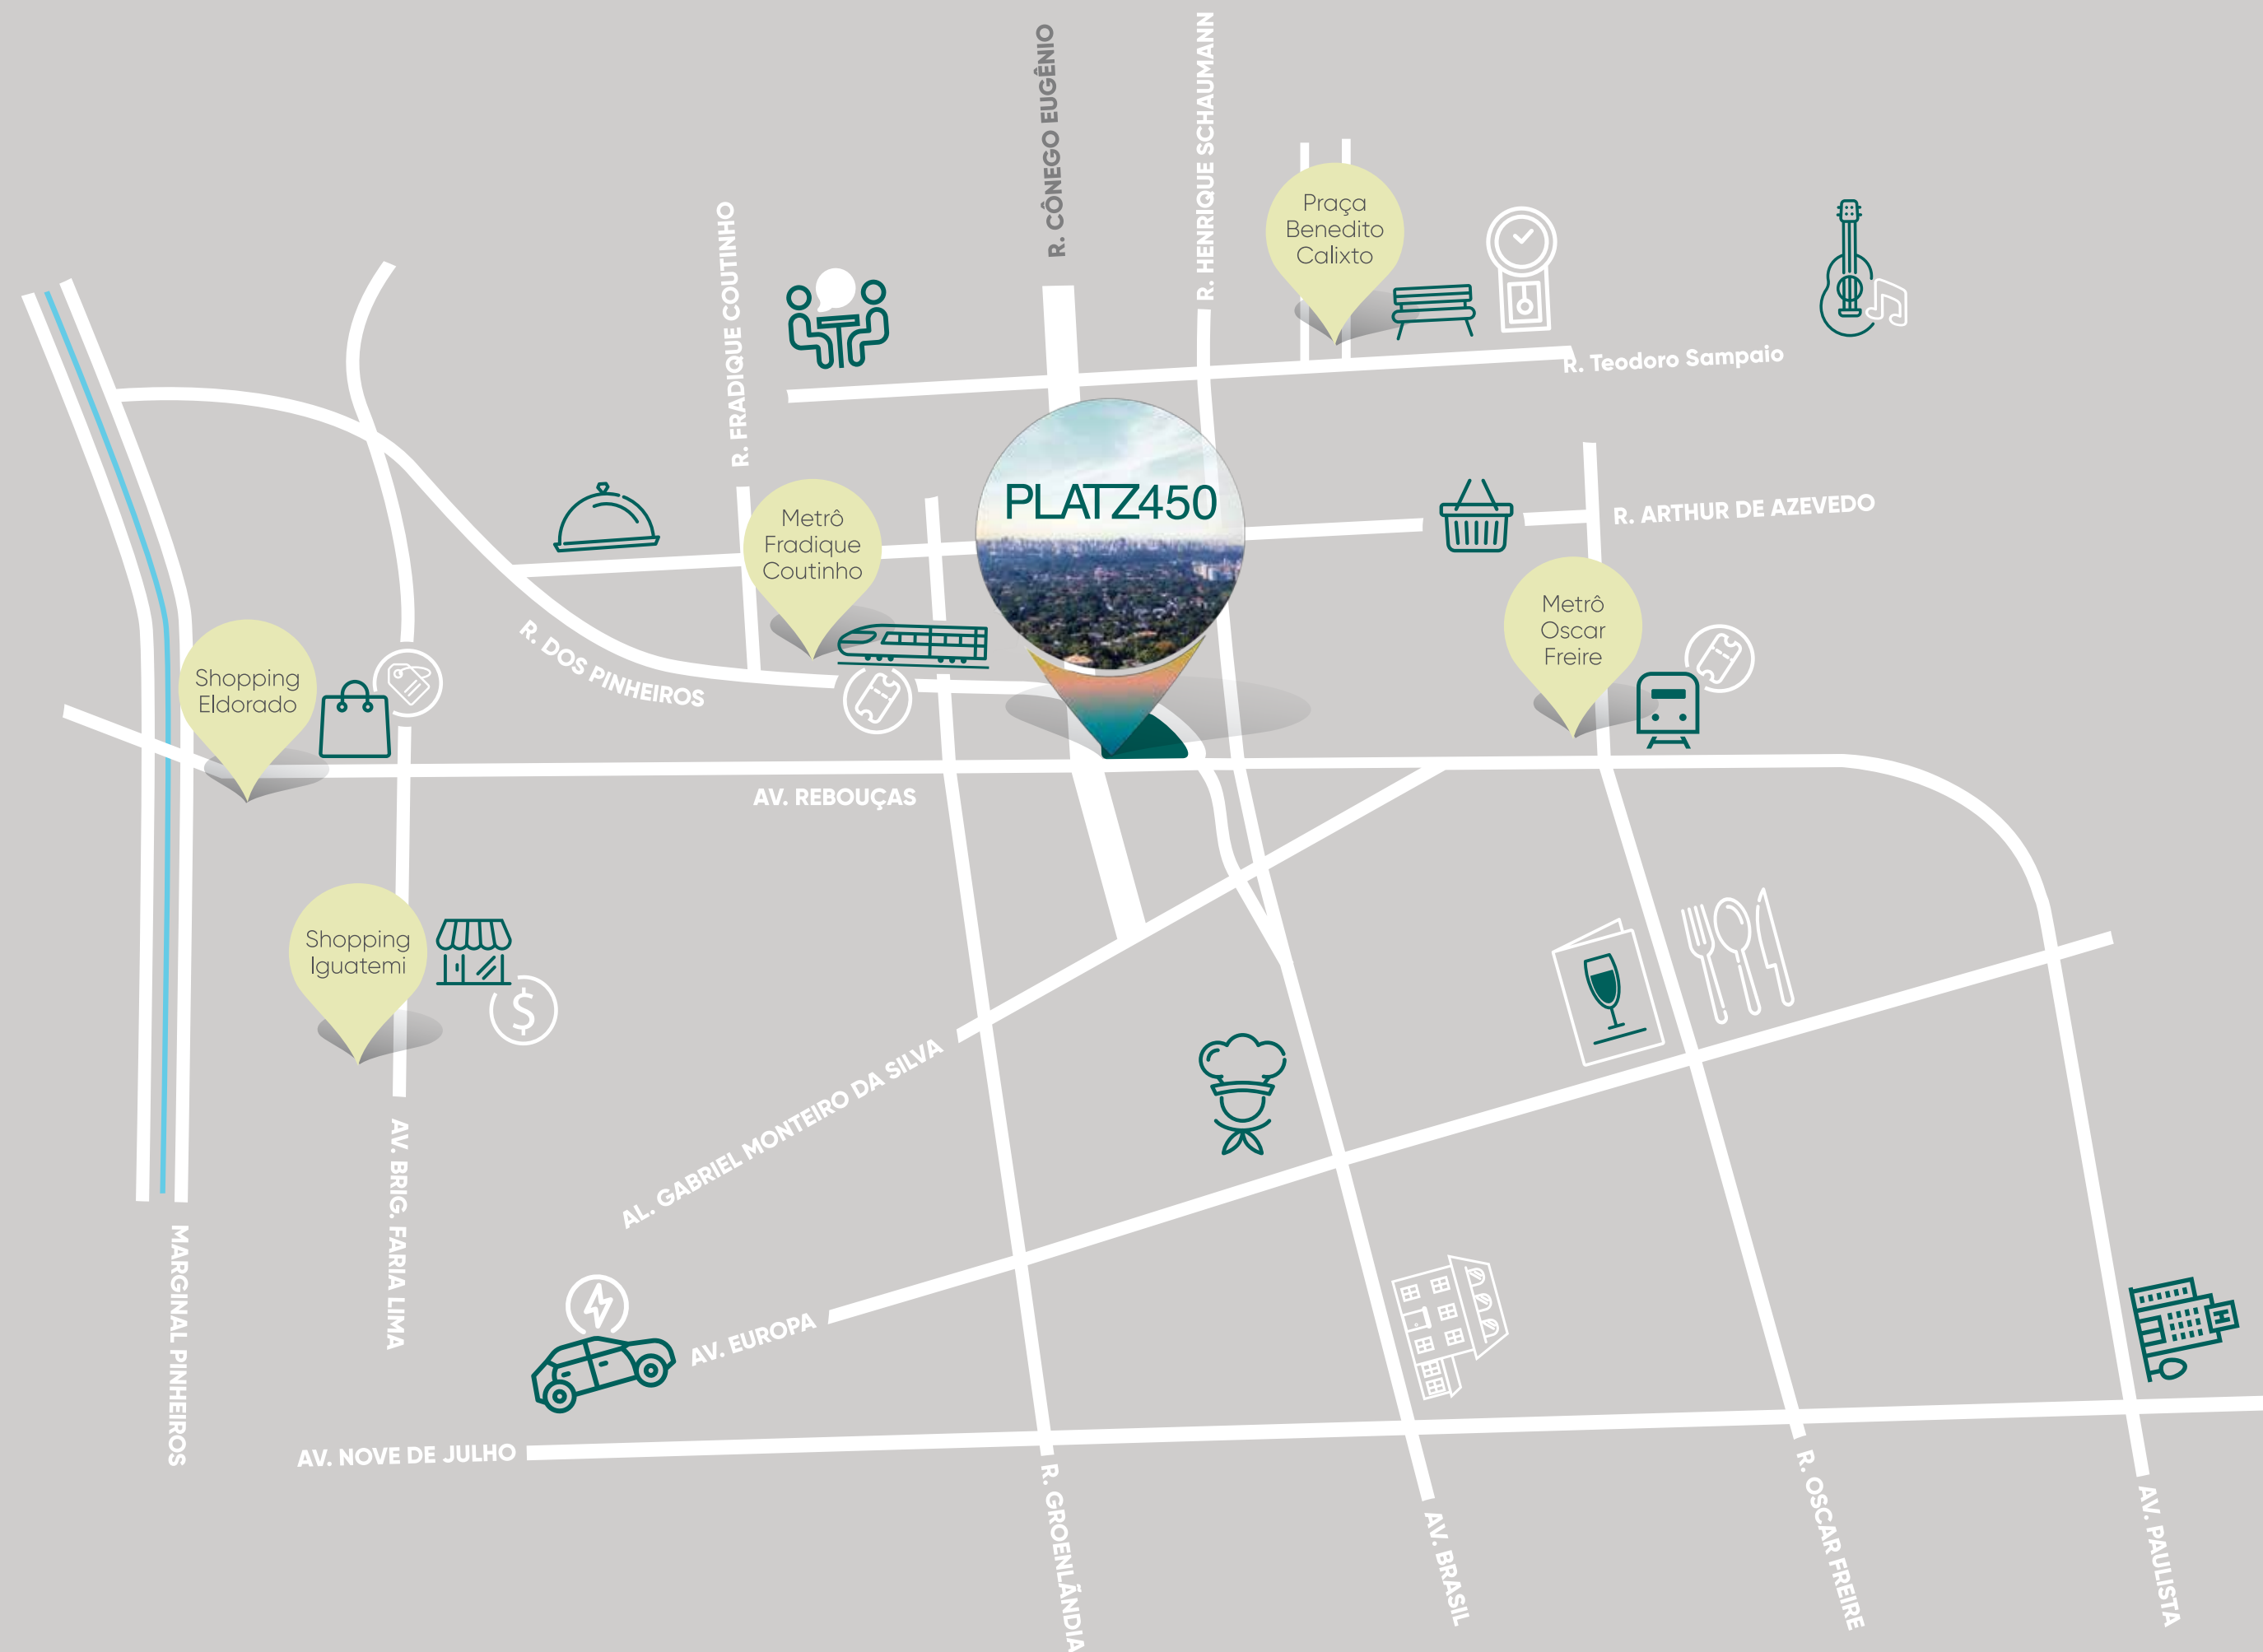 R. CÔNEGO EUGÊNIO
R. HENRIQUE SCHAUMANN
Praça
Benedito
Calixto
R. FRADIQUE COUTINHO
R. Teodoro Sampaio
PLATZ450
R. ARTHUR DE AZEVEDO
Metrô
Fradique
Coutinho
Metrô
Oscar
Freire
R. DOS PINHEIROS
Shopping
Eldorado
AV. REBOUÇAS
Shopping
Iguatemi
$
AL. GABRIEL MONTEIRO DA SILVA
AV. BRIG. FARIA LIMA
MARGINAL PINHEIROS
AV. EUROPA
H
AV. NOVE DE JULHO
R. GROENLÃNDIA
AV. BRASIL
R. OSCAR FREIRE
AV. PAULISTA